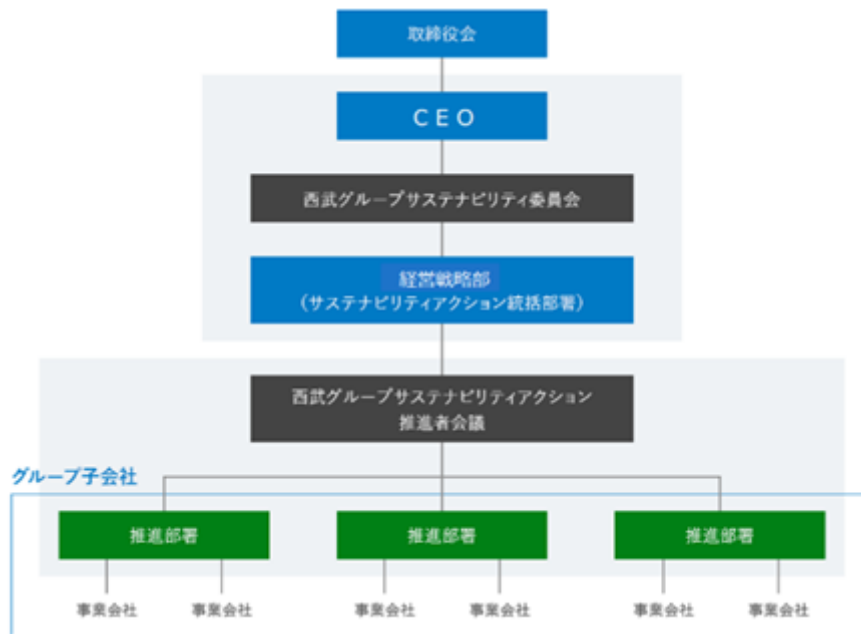 取締役会
CEO
西武グループサステナビリティ委員会
経営戦略部
（サステナビリティアクション統括部署）
西武グループサステナビリティアクション
推進者会議
グループ子会社
推進部署
推進部署
推進部署
事業会社
事業会社
事業会社
事業会社
事業会社
事業会社